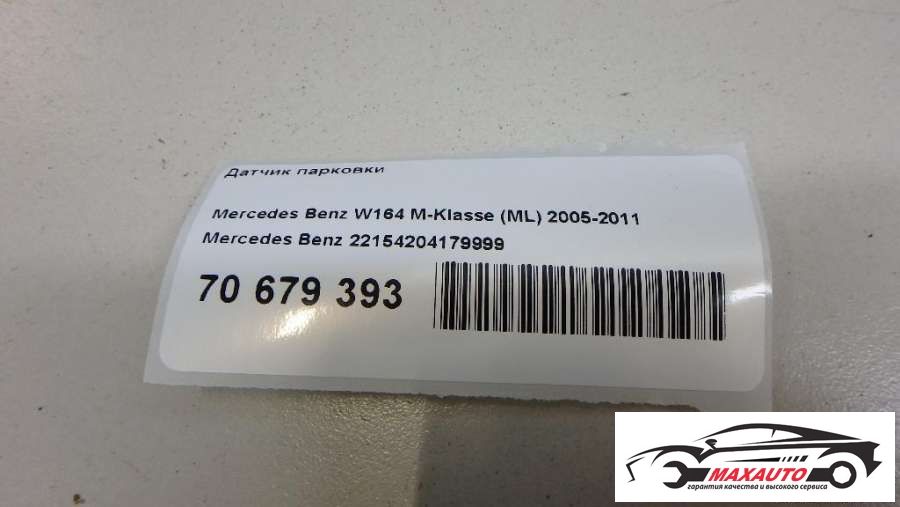 Датчик парковки
Mercedes Benz W164 M-Klasse (ML) 2005-2011
Mercedes Benz 22154204179999
70 679 393
MAXAUTO
гарантия качества и высокого сервиса